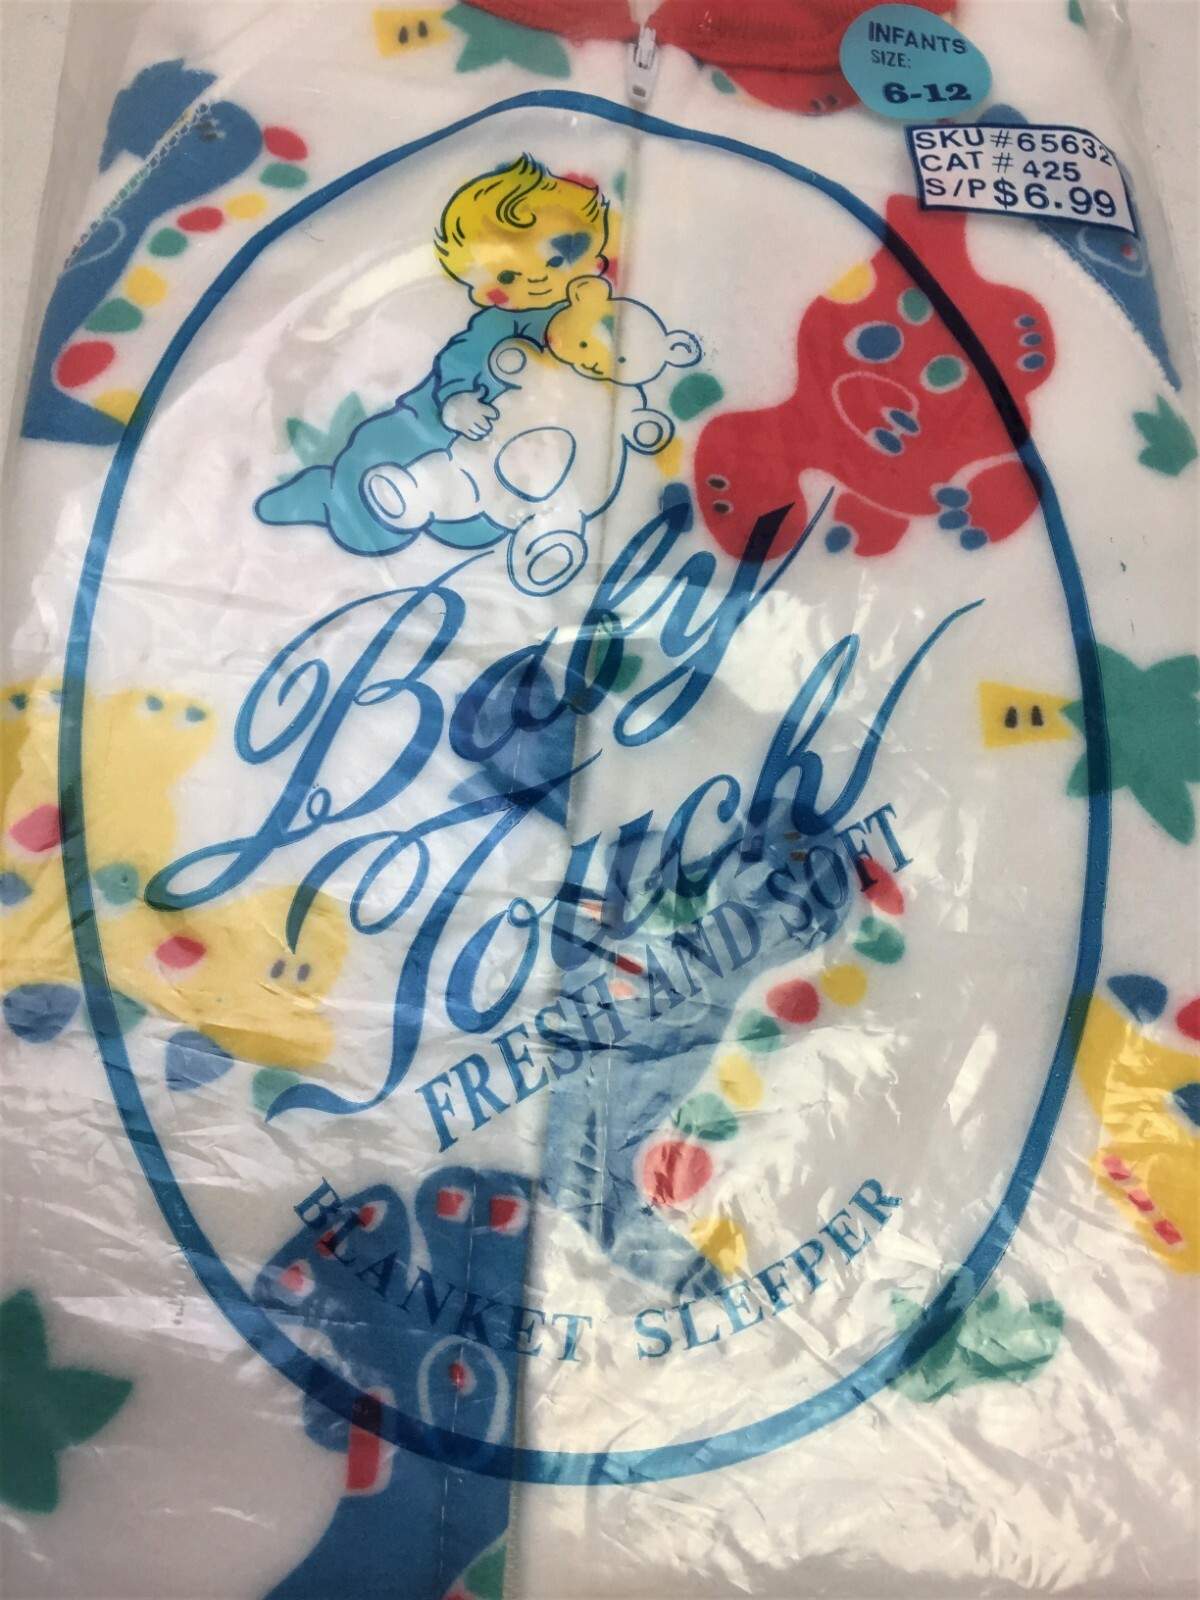 INFANTS
SIZE:
6-12
SKU #65632
CAT # 425
S/P $6.99
Baby
Touch
FRESH AND SOFT
BLANKET SLEEPER